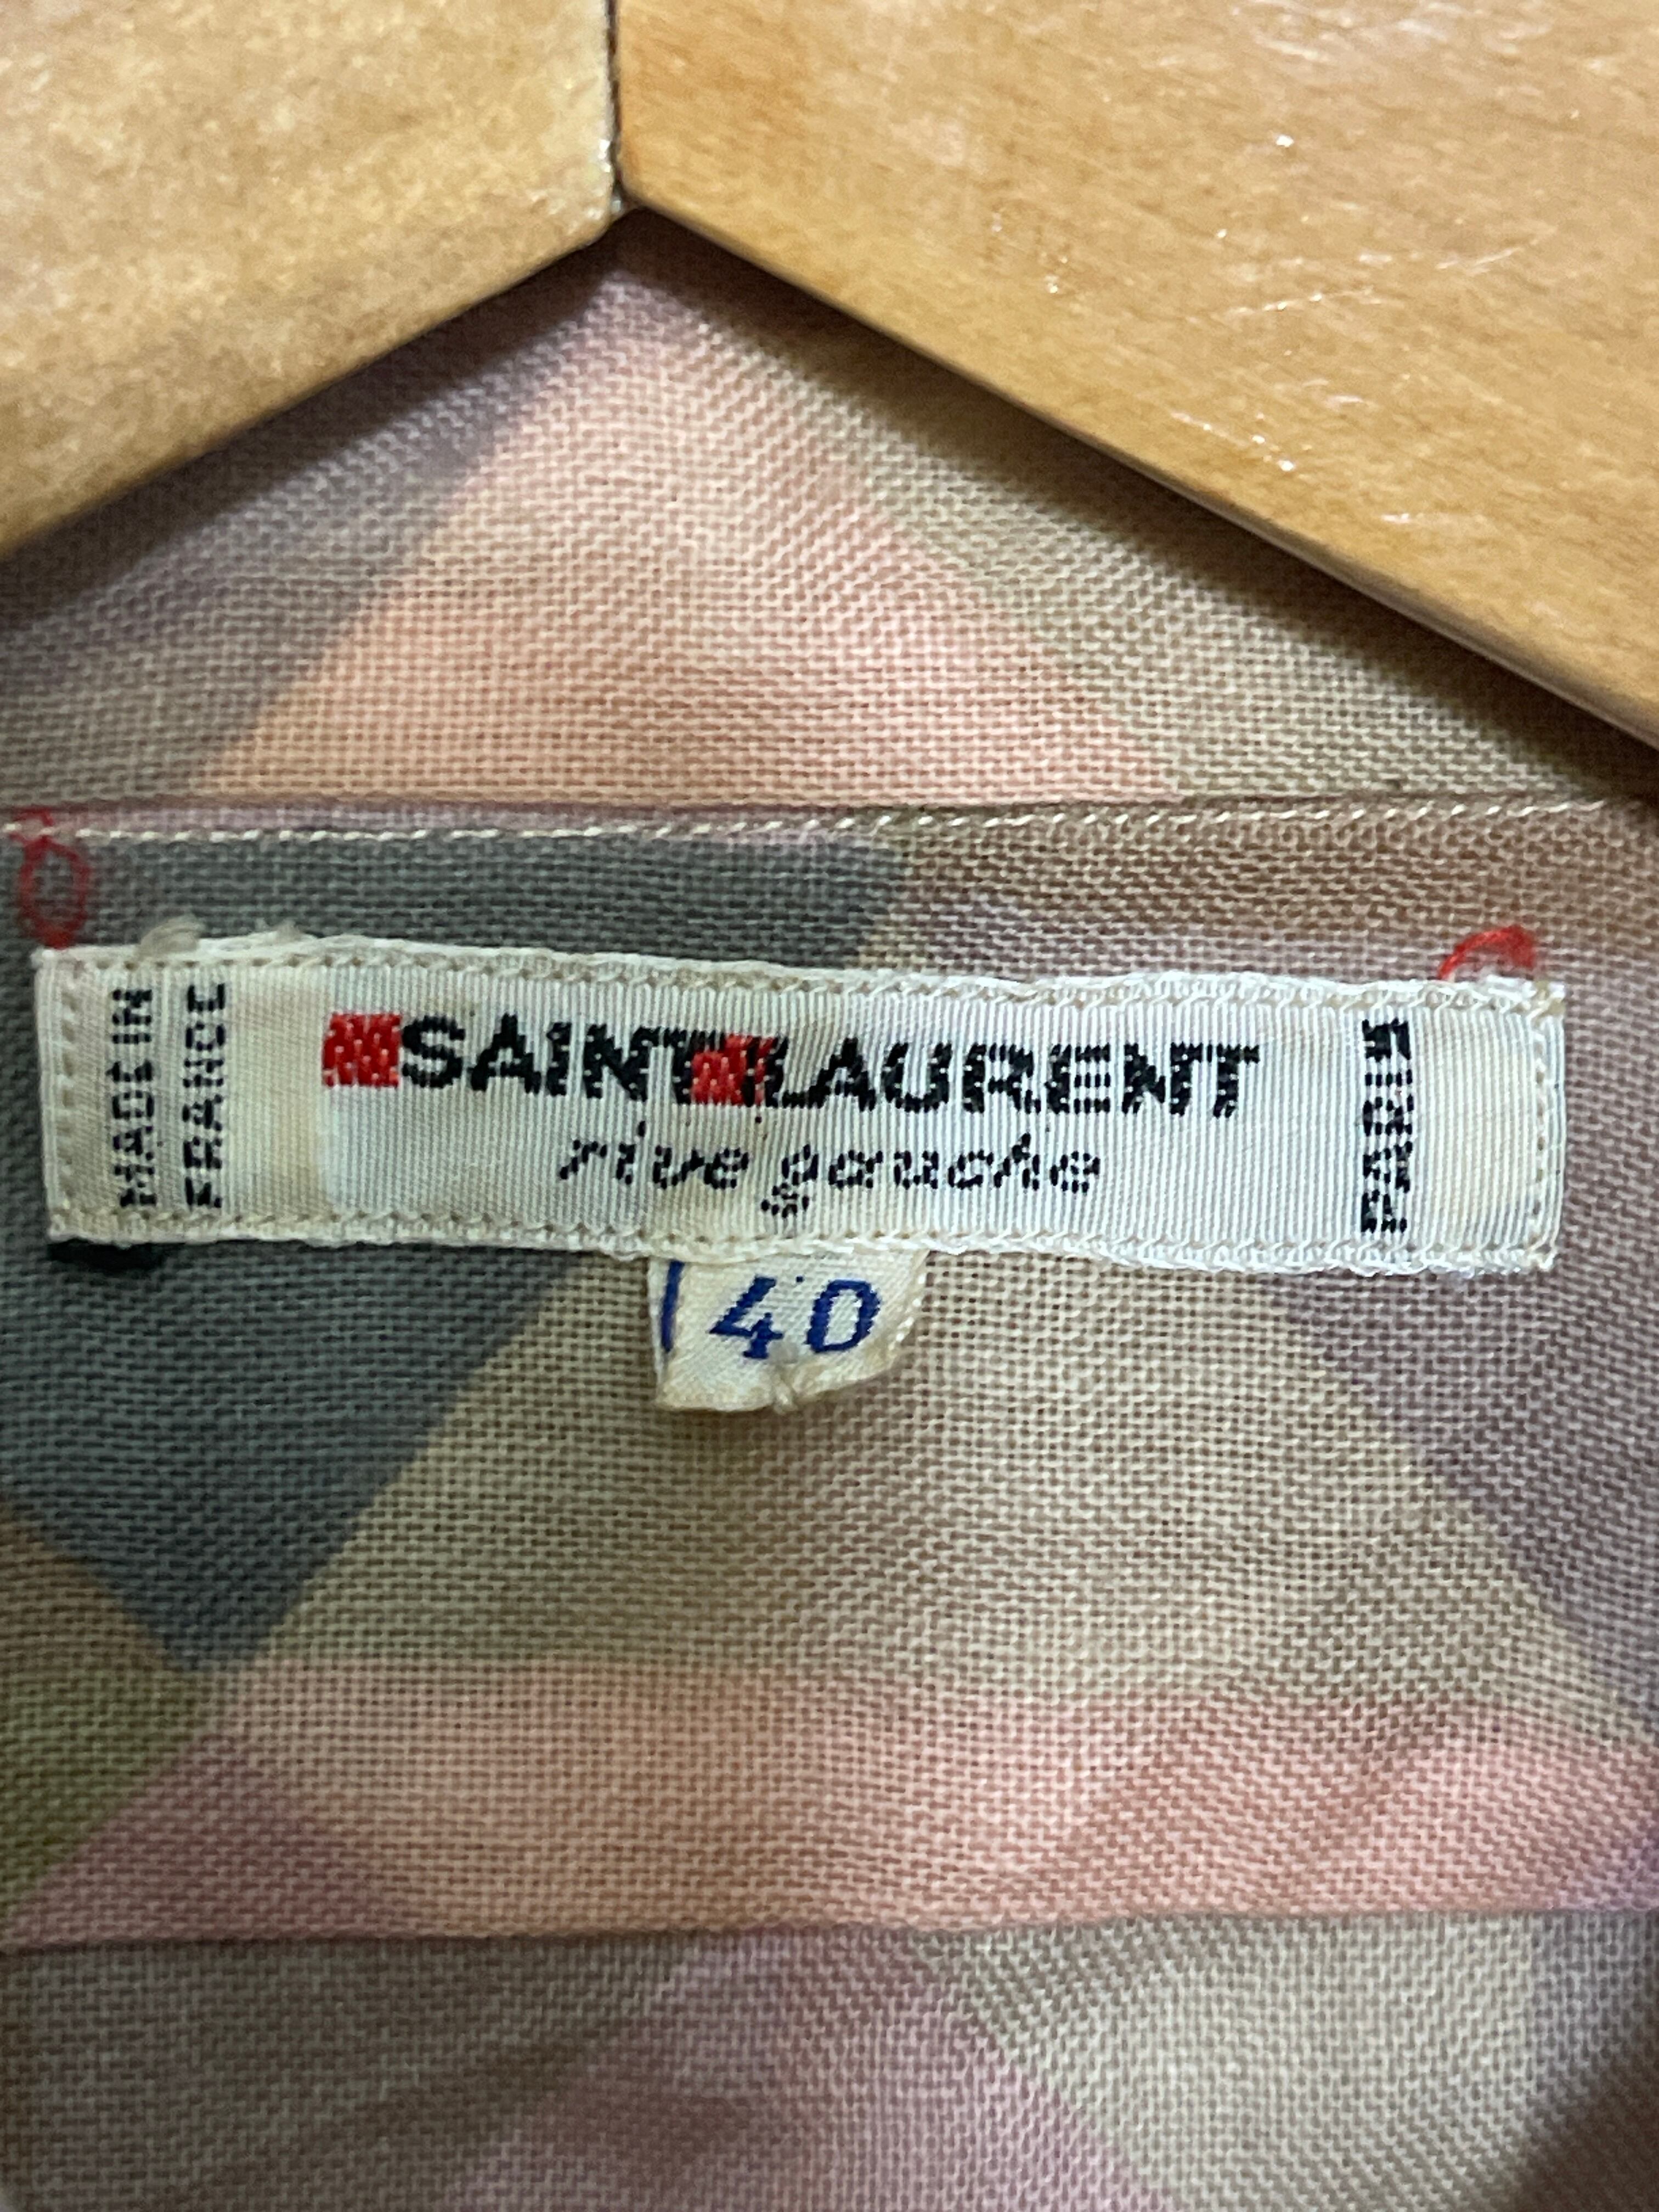 MADE IN
FRANCE
SAINT LAURENT
rive gauche
PARIS
40